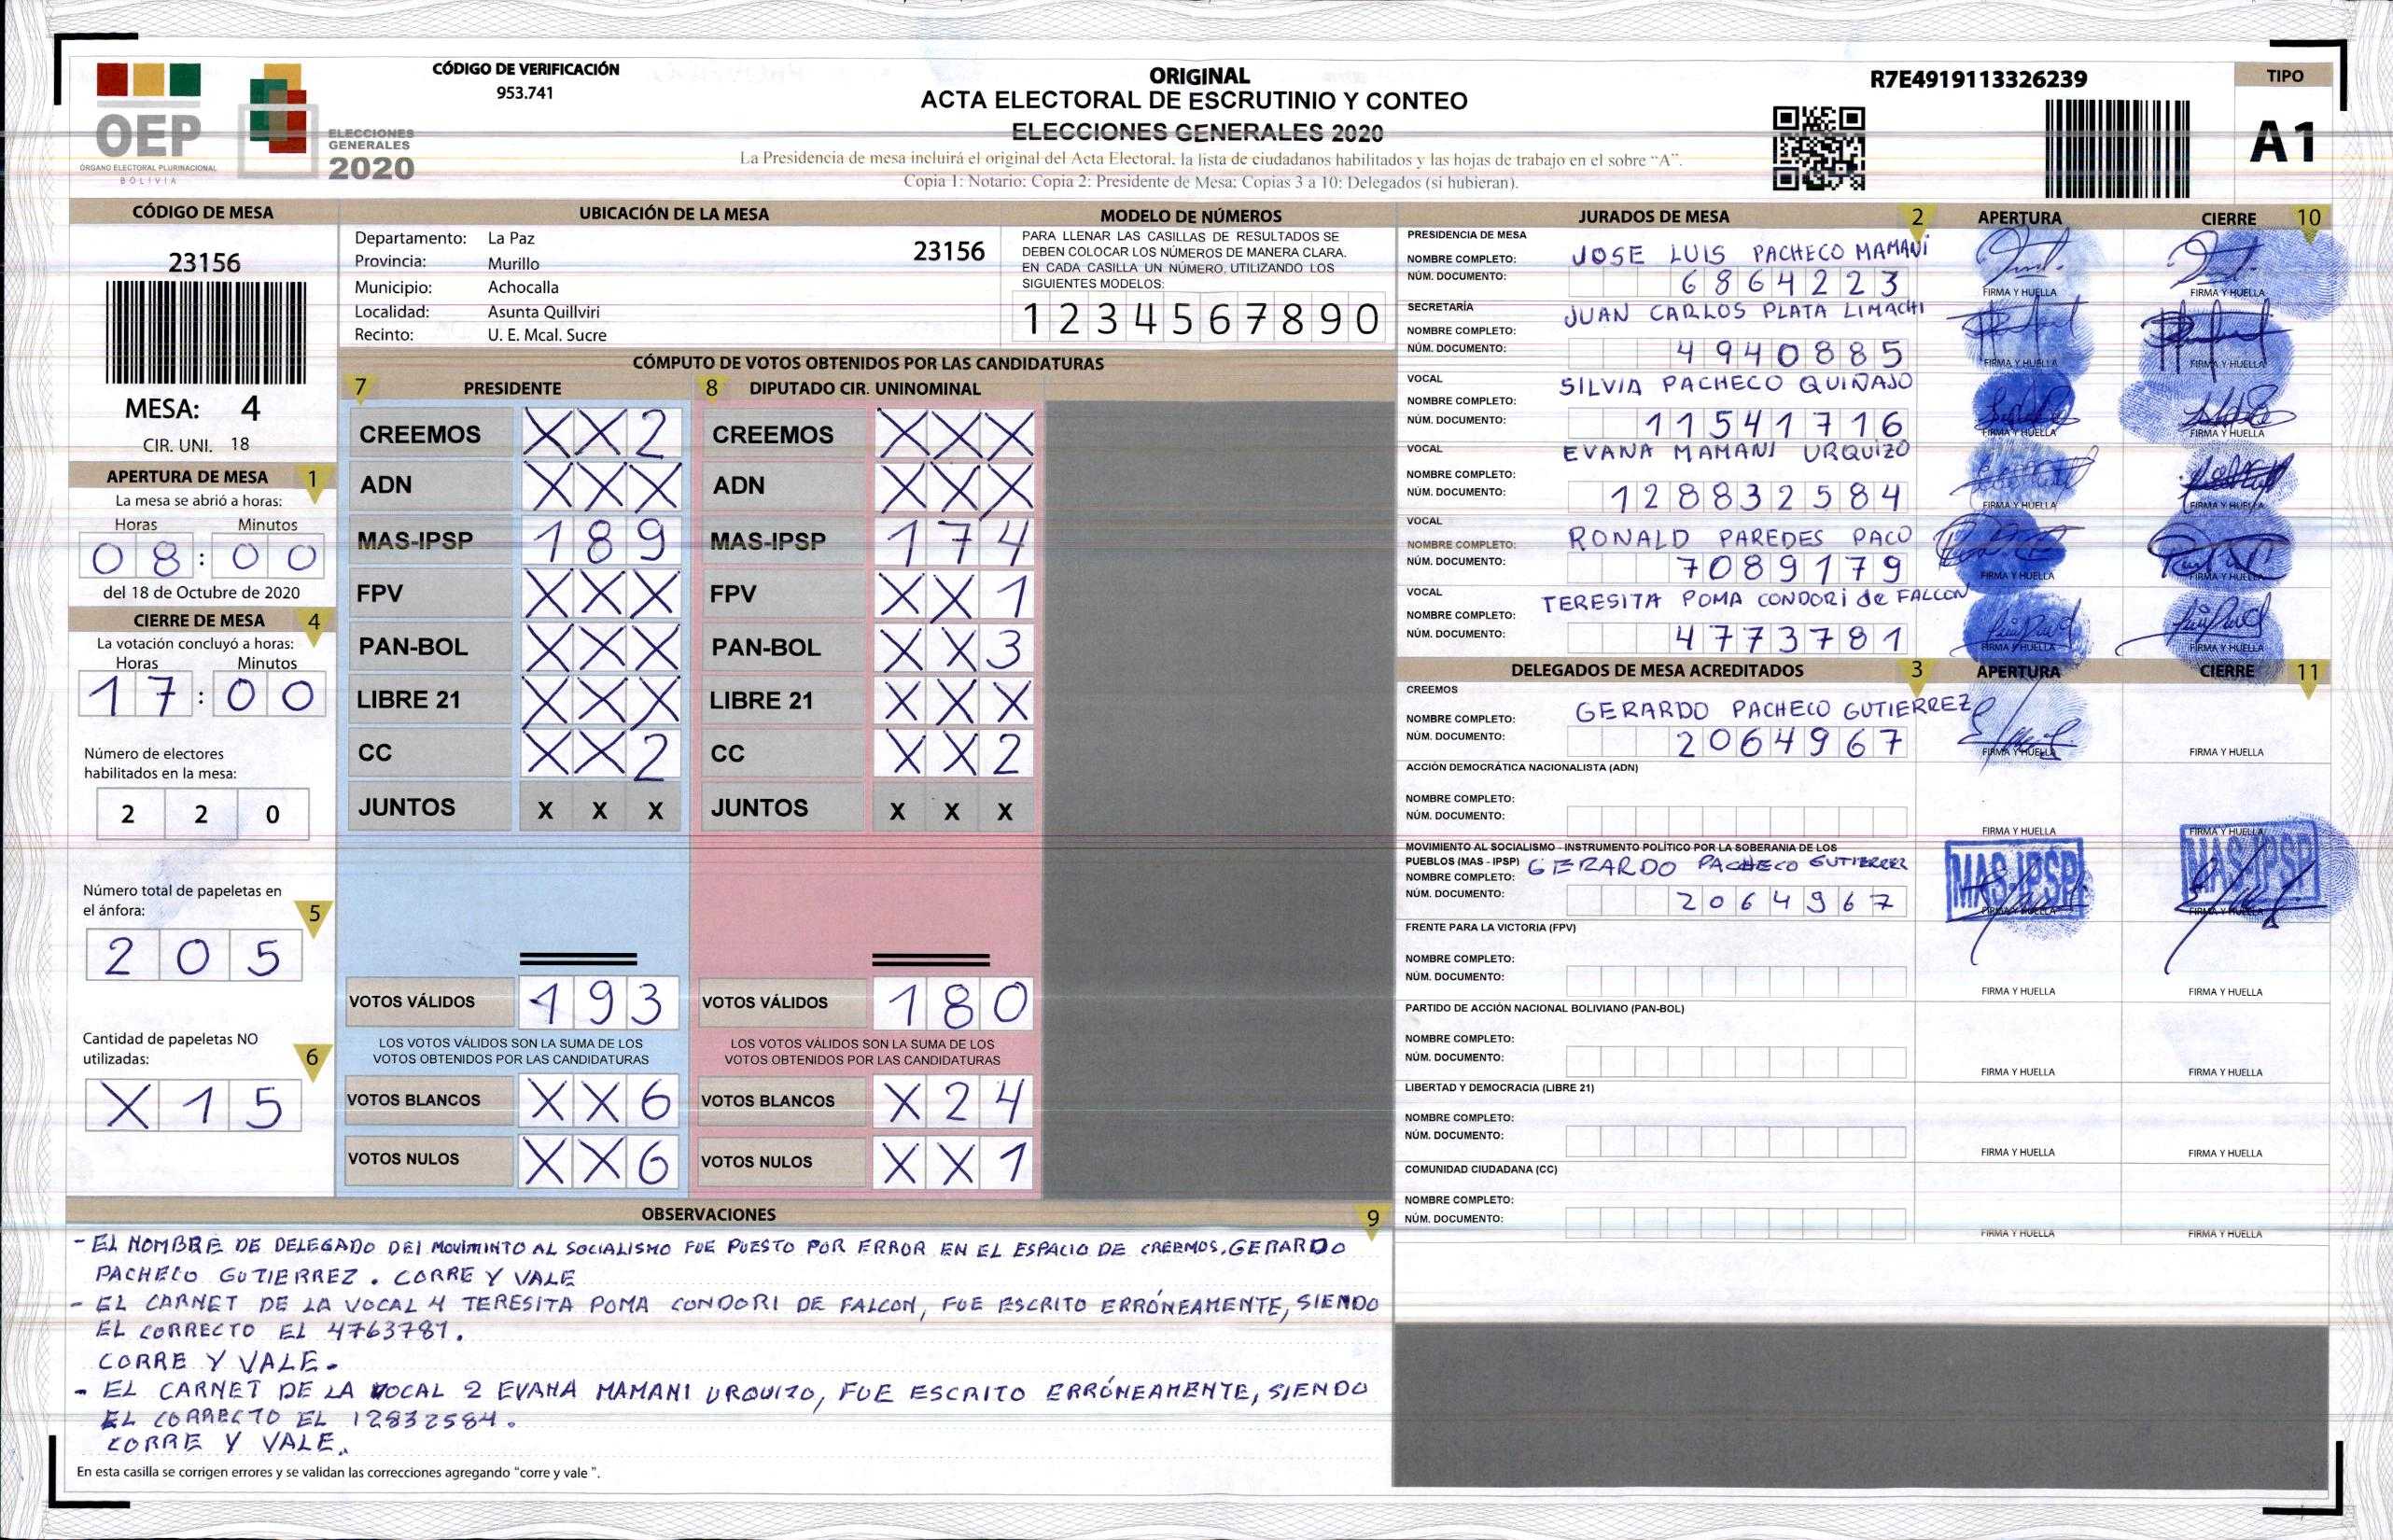 CÓDIGO DE VERIFICACIÓN
953.741
OEP
ÓRGANO ELECTORAL PLURINACIONAL
BOLIVIA
ELECCIONES
GENERALES
2020
ORIGINAL
ACTA ELECTORAL DE ESCRUTINIO Y CONTEO
ELECCIONES GENERALES 2020
La Presidencia de mesa incluirá el original del Acta Electoral, la lista de ciudadanos habilitados y las hojas de trabajo en el sobre "A".
Copia 1: Notario; Copia 2: Presidente de Mesa; Copias 3 a 10: Delegados (si hubieran).
R7E4919113326239
TIPO
A1
CÓDIGO DE MESA
23156
MESA: 4
CIR. UNI. 18
APERTURA DE MESA 1
La mesa se abrió a horas:
Horas Minutos
08:00
del 18 de Octubre de 2020
CIERRE DE MESA 4
La votación concluyó a horas:
Horas Minutos
17:00
Número de electores
habilitados en la mesa:
2 2 0
Número total de papeletas en
el ánfora: 5
2 0 5
Cantidad de papeletas NO
utilizadas: 6
X 1 5
UBICACIÓN DE LA MESA
Departamento: La Paz
23156
Provincia: Murillo
Municipio: Achocalla
Localidad: Asunta Quillviri
Recinto: U. E. Mcal. Sucre
MODELO DE NÚMEROS
PARA LLENAR LAS CASILLAS DE RESULTADOS SE
DEBEN COLOCAR LOS NÚMEROS DE MANERA CLARA.
EN CADA CASILLA UN NÚMERO, UTILIZANDO LOS
SIGUIENTES MODELOS:
1 2 3 4 5 6 7 8 9 0
CÓMPUTO DE VOTOS OBTENIDOS POR LAS CANDIDATURAS
7 PRESIDENTE
CREEMOS X X 2
ADN X X X
MAS-IPSP 1 8 9
FPV X X X
PAN-BOL X X X
LIBRE 21 X X X
CC X X 2
JUNTOS X X X
VOTOS VÁLIDOS 1 9 3
LOS VOTOS VÁLIDOS SON LA SUMA DE LOS
VOTOS OBTENIDOS POR LAS CANDIDATURAS
VOTOS BLANCOS X X 6
VOTOS NULOS X X 6
8 DIPUTADO CIR. UNINOMINAL
CREEMOS X X X
ADN X X X
MAS-IPSP 1 7 4
FPV X X 1
PAN-BOL X X 3
LIBRE 21 X X X
CC X X 2
JUNTOS X X X
VOTOS VÁLIDOS 1 8 0
LOS VOTOS VÁLIDOS SON LA SUMA DE LOS
VOTOS OBTENIDOS POR LAS CANDIDATURAS
VOTOS BLANCOS X 2 4
VOTOS NULOS X X 1
OBSERVACIONES 9
- EL NOMBRE DE DELEGADO DEl MOVIMINTO AL SOCIALISMO FUE PUESTO POR ERROR EN EL ESPACIO DE CREEMOS, GERARDO
PACHECO GUTIERREZ. CORRE Y VALE
- EL CARNET DE LA VOCAL 4 TERESITA POMA CONDORI DE FALCON, FUE ESCRITO ERRÓNEAMENTE, SIENDO
EL CORRECTO EL 4763781.
CORRE Y VALE.
- EL CARNET DE LA VOCAL 2 EVANA MAMANI URQUIZO, FUE ESCRITO ERRÓNEAMENTE, SIENDO
EL CORRECTO EL 12832584.
CORRE Y VALE.
En esta casilla se corrigen errores y se validan las correcciones agregando "corre y vale".
JURADOS DE MESA 2 APERTURA CIERRE 10
PRESIDENCIA DE MESA
NOMBRE COMPLETO: JOSE LUIS PACHECO MAMANI
NÚM. DOCUMENTO: 6864223
FIRMA Y HUELLA FIRMA Y HUELLA
SECRETARÍA
NOMBRE COMPLETO: JUAN CARLOS PLATA LIMACHI
NÚM. DOCUMENTO: 4940885
FIRMA Y HUELLA FIRMA Y HUELLA
VOCAL
NOMBRE COMPLETO: SILVIA PACHECO QUIÑAJO
NÚM. DOCUMENTO: 11541716
FIRMA Y HUELLA FIRMA Y HUELLA
VOCAL
NOMBRE COMPLETO: EVANA MAMANI URQUIZO
NÚM. DOCUMENTO: 128832584
FIRMA Y HUELLA FIRMA Y HUELLA
VOCAL
NOMBRE COMPLETO: RONALD PAREDES PACO
NÚM. DOCUMENTO: 7089179
FIRMA Y HUELLA FIRMA Y HUELLA
VOCAL
NOMBRE COMPLETO: TERESITA POMA CONDORI de FALCON
NÚM. DOCUMENTO: 4773781
FIRMA Y HUELLA FIRMA Y HUELLA
DELEGADOS DE MESA ACREDITADOS 3 APERTURA CIERRE 11
CREEMOS
NOMBRE COMPLETO: GERARDO PACHECO GUTIERREZ
NÚM. DOCUMENTO: 2064967
FIRMA Y HUELLA FIRMA Y HUELLA
ACCIÓN DEMOCRÁTICA NACIONALISTA (ADN)
NOMBRE COMPLETO:
NÚM. DOCUMENTO:
FIRMA Y HUELLA FIRMA Y HUELLA
MOVIMIENTO AL SOCIALISMO - INSTRUMENTO POLÍTICO POR LA SOBERANIA DE LOS
PUEBLOS (MAS - IPSP)
NOMBRE COMPLETO: GERARDO PACHECO GUTIERREZ
NÚM. DOCUMENTO: 2064967
MAS-IPSP MAS-IPSP
FIRMA Y HUELLA FIRMA Y HUELLA
FRENTE PARA LA VICTORIA (FPV)
NOMBRE COMPLETO:
NÚM. DOCUMENTO:
FIRMA Y HUELLA FIRMA Y HUELLA
PARTIDO DE ACCIÓN NACIONAL BOLIVIANO (PAN-BOL)
NOMBRE COMPLETO:
NÚM. DOCUMENTO:
FIRMA Y HUELLA FIRMA Y HUELLA
LIBERTAD Y DEMOCRACIA (LIBRE 21)
NOMBRE COMPLETO:
NÚM. DOCUMENTO:
FIRMA Y HUELLA FIRMA Y HUELLA
COMUNIDAD CIUDADANA (CC)
NOMBRE COMPLETO:
NÚM. DOCUMENTO:
FIRMA Y HUELLA FIRMA Y HUELLA